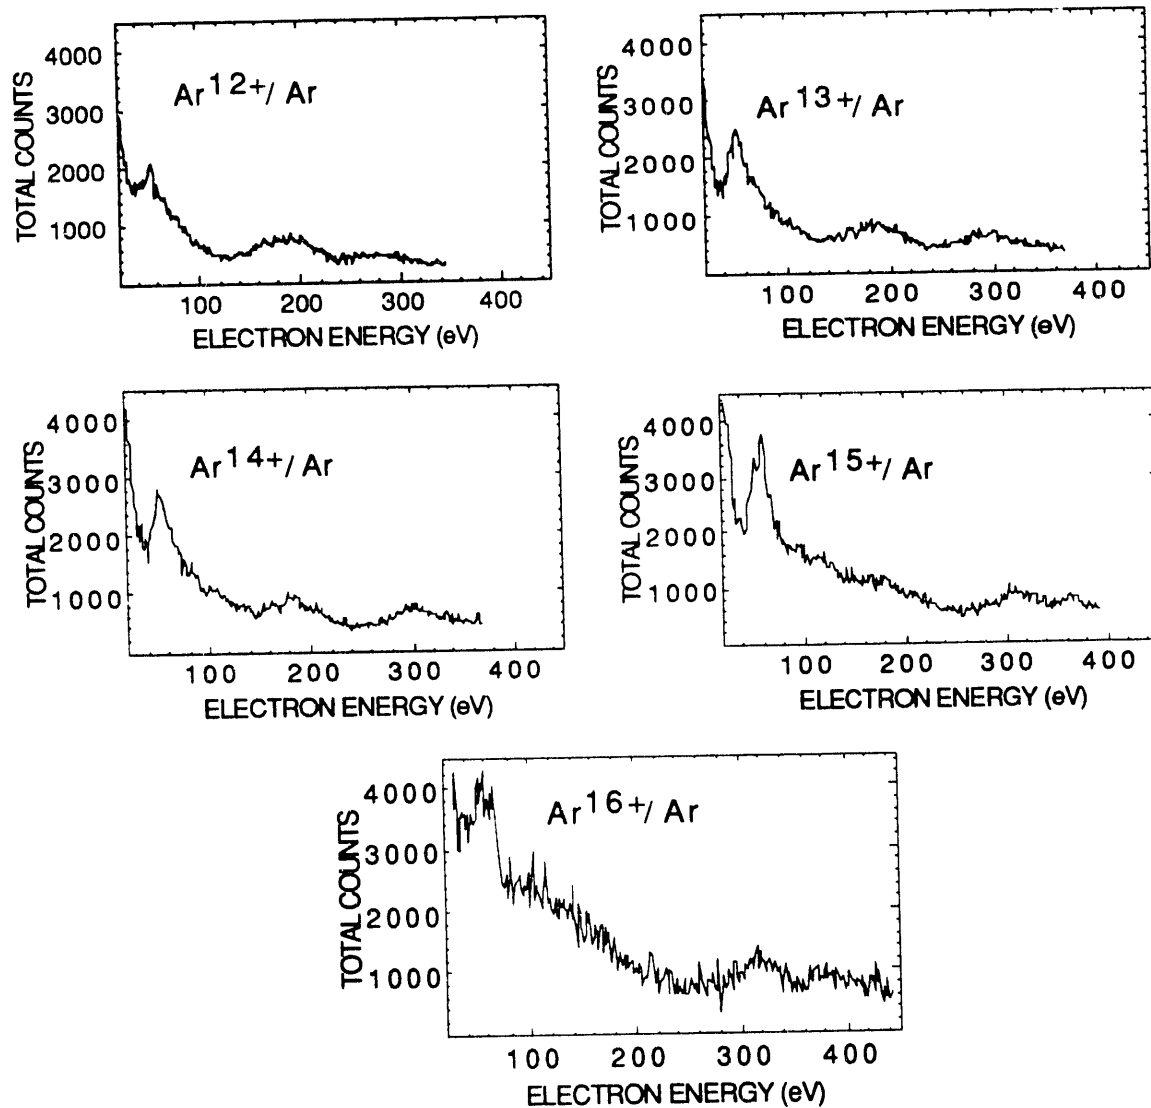 TOTAL COUNTS
4000
3000
2000
1000
Ar12+/ Ar
100 200 300 400
ELECTRON ENERGY (eV)
TOTAL COUNTS
4000
3000
2000
1000
Ar13+/ Ar
100 200 300 400
ELECTRON ENERGY (eV)
TOTAL COUNTS
4000
3000
2000
1000
Ar14+/ Ar
100 200 300 400
ELECTRON ENERGY (eV)
TOTAL COUNTS
4000
3000
2000
1000
Ar15+/ Ar
100 200 300 400
ELECTRON ENERGY (eV)
TOTAL COUNTS
4000
3000
2000
1000
Ar16+/ Ar
100 200 300 400
ELECTRON ENERGY (eV)